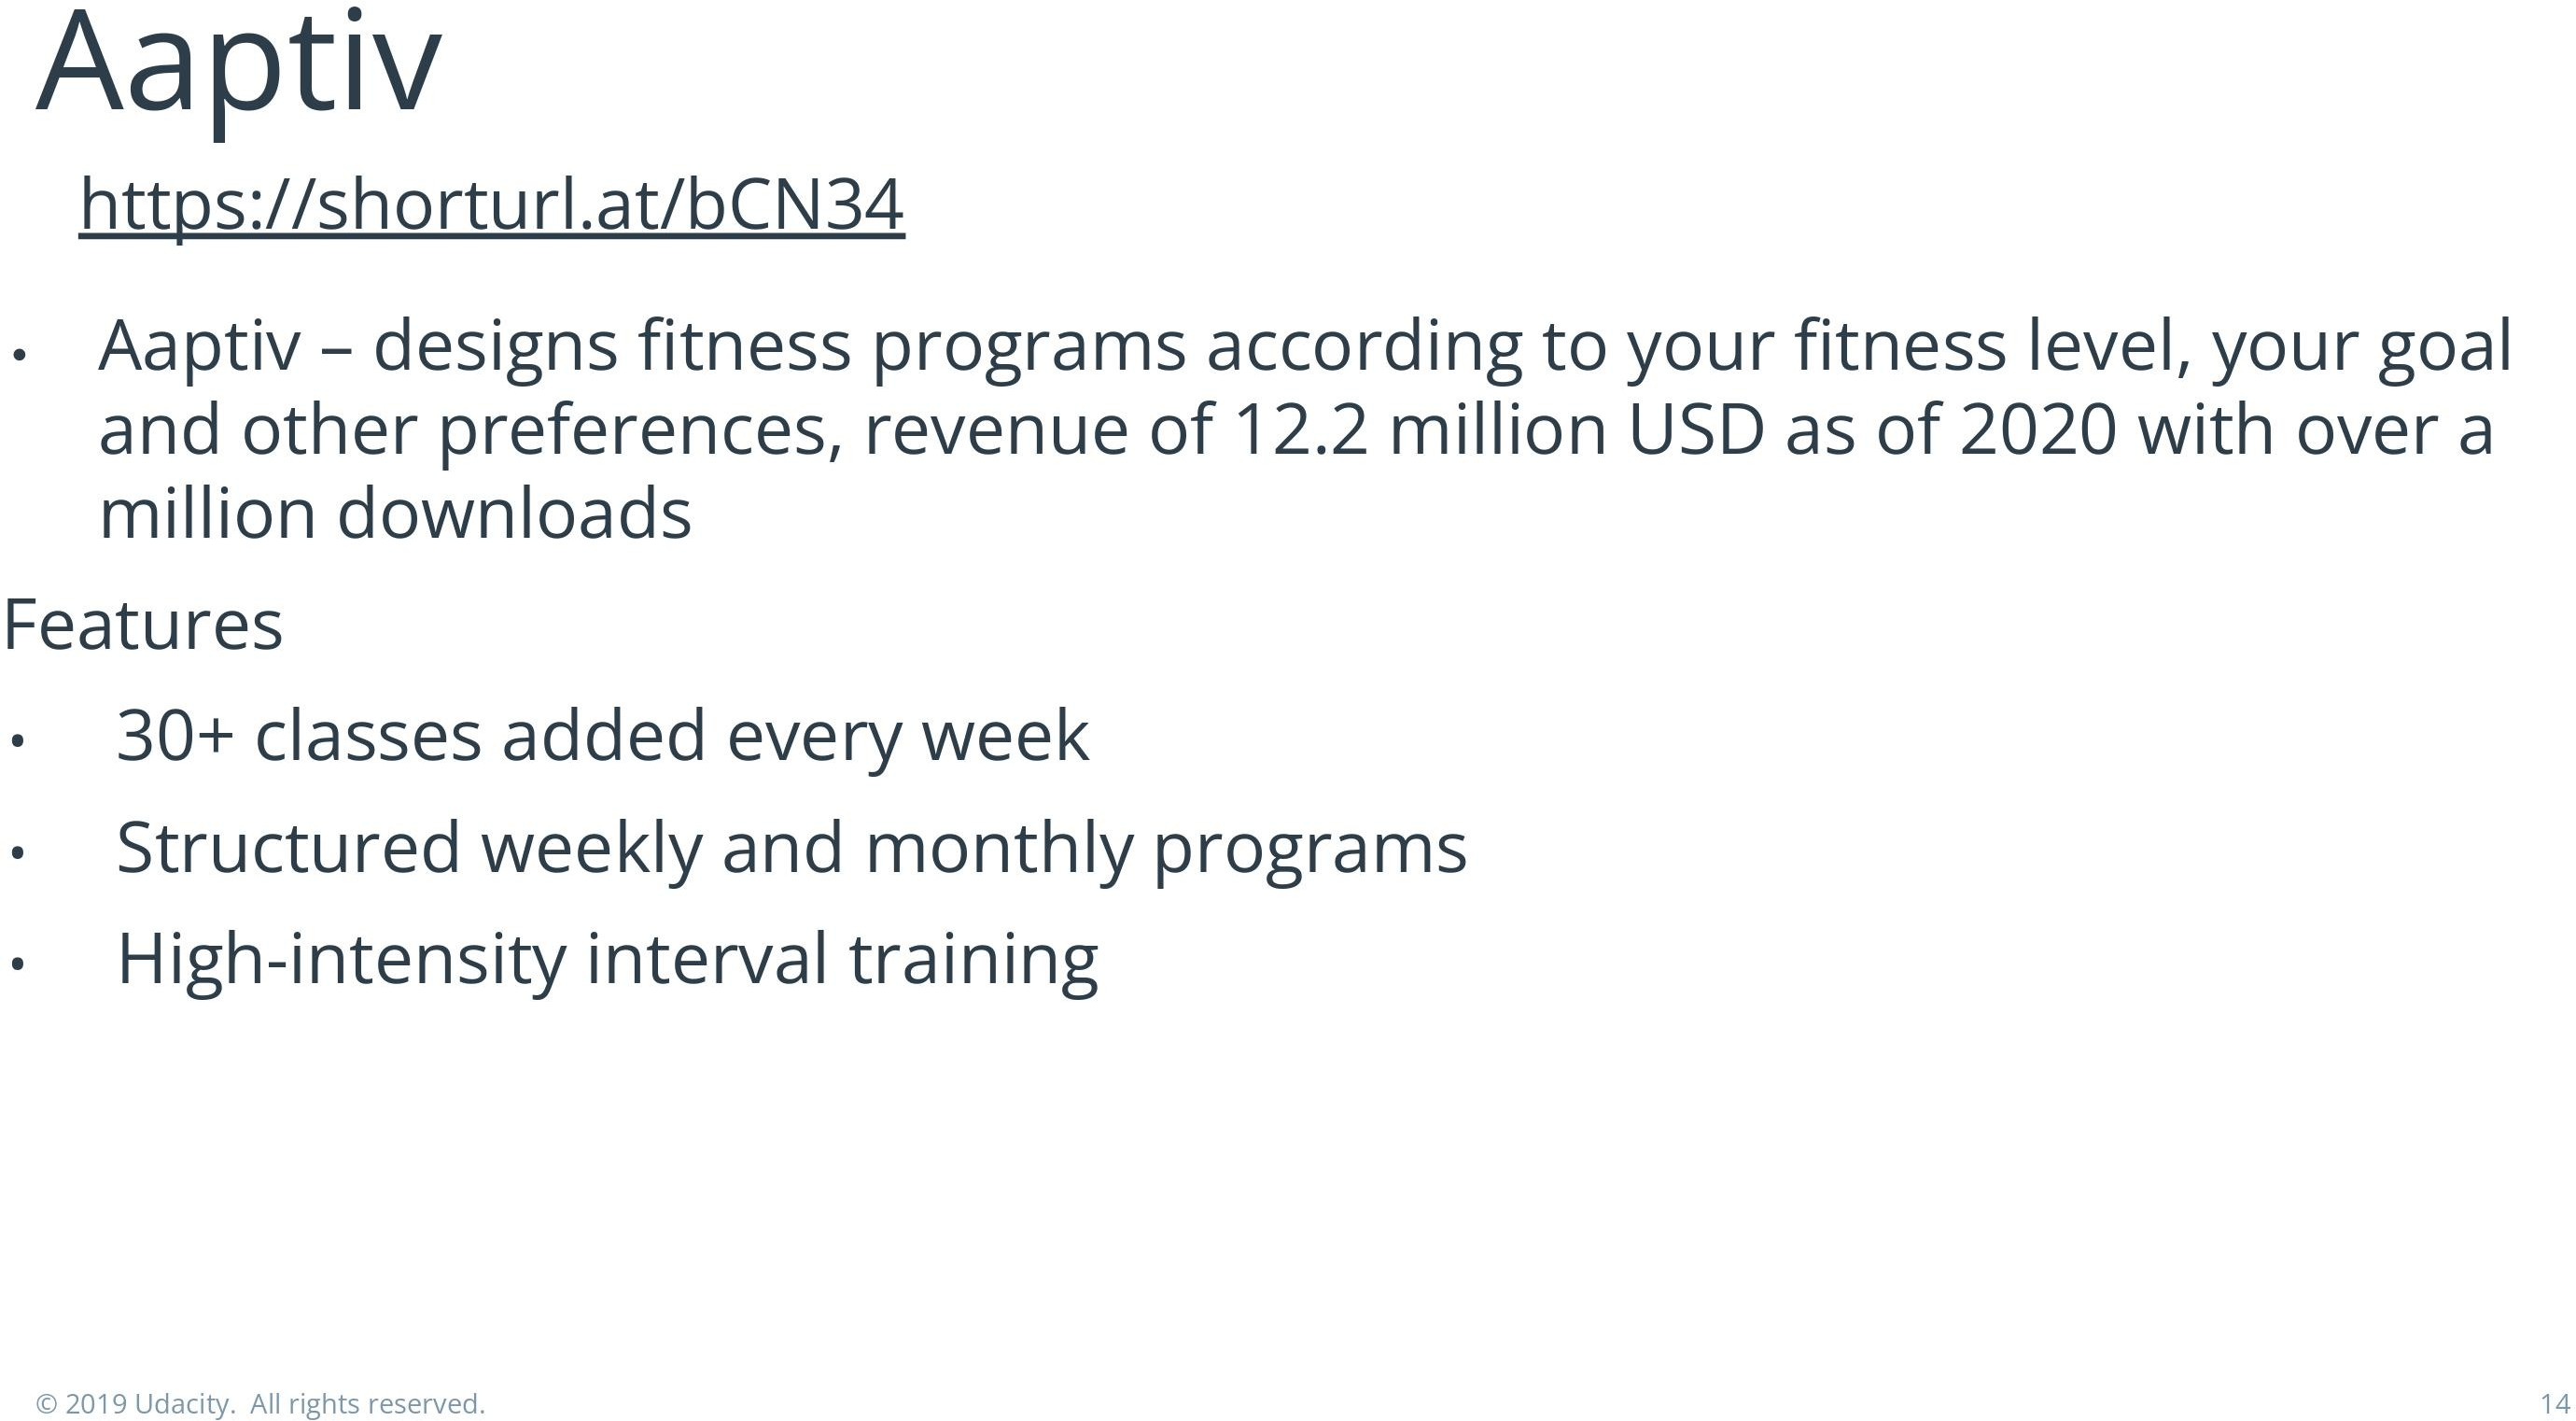 Aaptiv
https://shorturl.at/bCN34
• Aaptiv – designs fitness programs according to your fitness level, your goal
and other preferences, revenue of 12.2 million USD as of 2020 with over a
million downloads
Features
• 30+ classes added every week
• Structured weekly and monthly programs
• High-intensity interval training
© 2019 Udacity. All rights reserved.
14